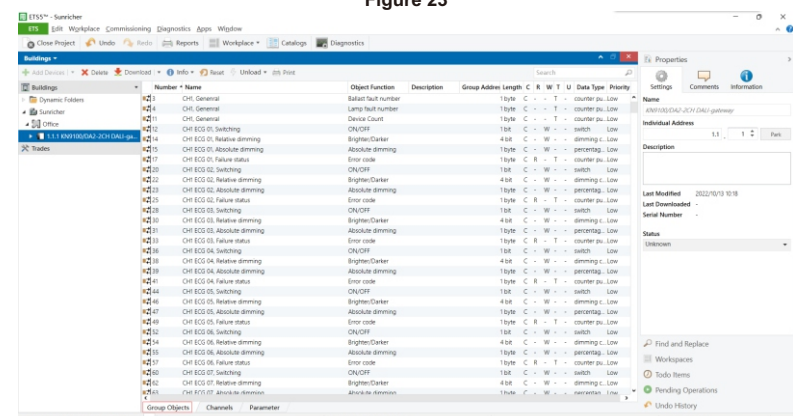 Figure 23
ETS5™ - Sunricher
ETS Edit Workplace Commissioning Diagnostics Apps Window
Close Project Undo Redo Reports Workplace Catalogs Diagnostics
Buildings
Add Devices Delete Download Info Reset Unload Print Search
Buildings
Dynamic Folders
Sunricher
Office
1.1.1 KN9100/DA2-2CH DALI-ga...
Trades
Number Name Object Function Description Group Addres Length C R W T U Data Type Priority
3 CH1, Genernal Ballast fault number 1 byte C - - T - counter pu... Low
4 CH1, Genernal Lamp fault number 1 byte C - - T - counter pu... Low
11 CH1, General Device Count 1 byte C - - T - counter pu... Low
12 CH1 ECG 01, Switching ON/OFF 1 bit C - W - - switch Low
14 CH1 ECG 01, Relative dimming Brighter/Darker 4 bit C - W - - dimming c... Low
15 CH1 ECG 01, Absolute dimming Absolute dimming 1 byte C - W - - percentag... Low
17 CH1 ECG 01, Failure status Error code 1 byte C R - T - counter pu... Low
20 CH1 ECG 02, Switching ON/OFF 1 bit C - W - - switch Low
22 CH1 ECG 02, Relative dimming Brighter/Darker 4 bit C - W - - dimming c... Low
23 CH1 ECG 02, Absolute dimming Absolute dimming 1 byte C - W - - percentag... Low
25 CH1 ECG 02, Failure status Error code 1 byte C R - T - counter pu... Low
28 CH1 ECG 03, Switching ON/OFF 1 bit C - W - - switch Low
30 CH1 ECG 03, Relative dimming Brighter/Darker 4 bit C - W - - dimming c... Low
31 CH1 ECG 03, Absolute dimming Absolute dimming 1 byte C - W - - percentag... Low
33 CH1 ECG 03, Failure status Error code 1 byte C R - T - counter pu... Low
36 CH1 ECG 04, Switching ON/OFF 1 bit C - W - - switch Low
38 CH1 ECG 04, Relative dimming Brighter/Darker 4 bit C - W - - dimming c... Low
39 CH1 ECG 04, Absolute dimming Absolute dimming 1 byte C - W - - percentag... Low
41 CH1 ECG 04, Failure status Error code 1 byte C R - T - counter pu... Low
44 CH1 ECG 05, Switching ON/OFF 1 bit C - W - - switch Low
46 CH1 ECG 05, Relative dimming Brighter/Darker 4 bit C - W - - dimming c... Low
47 CH1 ECG 05, Absolute dimming Absolute dimming 1 byte C - W - - percentag... Low
49 CH1 ECG 05, Failure status Error code 1 byte C R - T - counter pu... Low
52 CH1 ECG 06, Switching ON/OFF 1 bit C - W - - switch Low
54 CH1 ECG 06, Relative dimming Brighter/Darker 4 bit C - W - - dimming c... Low
55 CH1 ECG 06, Absolute dimming Absolute dimming 1 byte C - W - - percentag... Low
57 CH1 ECG 06, Failure status Error code 1 byte C R - T - counter pu... Low
60 CH1 ECG 07, Switching ON/OFF 1 bit C - W - - switch Low
62 CH1 ECG 07, Relative dimming Brighter/Darker 4 bit C - W - - dimming c... Low
63 CH1 ECG 07, Absolute dimming Absolute dimming 1 byte C - W - - percentag... Low
Group Objects Channels Parameter
Properties
Settings Comments Information
Name
KN9100/DA2-2CH DALI-gateway
Individual Address
1.1 . 1 Park
Description
Last Modified 2022/10/13 10:18
Last Downloaded -
Serial Number -
Status
Unknown
Find and Replace
Workspaces
Todo Items
Pending Operations
Undo History